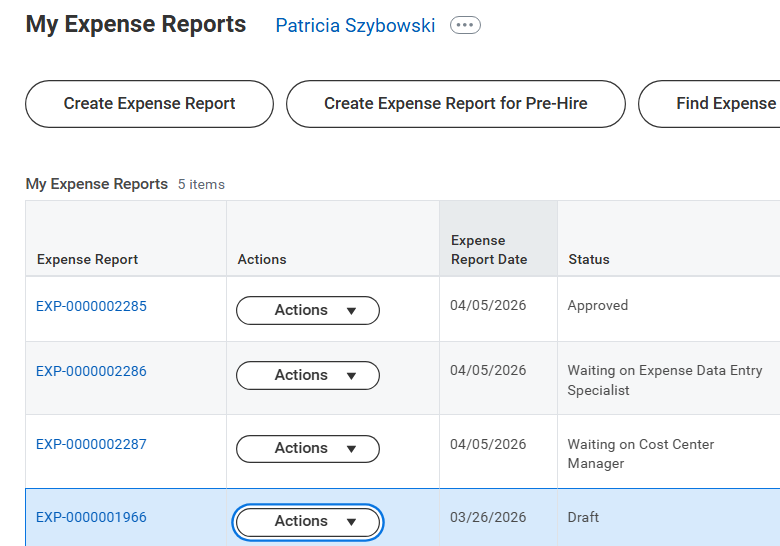 My Expense Reports Patricia Szybowski
Create Expense Report Create Expense Report for Pre-Hire Find Expense
My Expense Reports 5 items
Expense Report Actions Expense Report Date Status
EXP-0000002285 Actions 04/05/2026 Approved
EXP-0000002286 Actions 04/05/2026 Waiting on Expense Data Entry
Specialist
EXP-0000002287 Actions 04/05/2026 Waiting on Cost Center
Manager
EXP-0000001966 Actions 03/26/2026 Draft